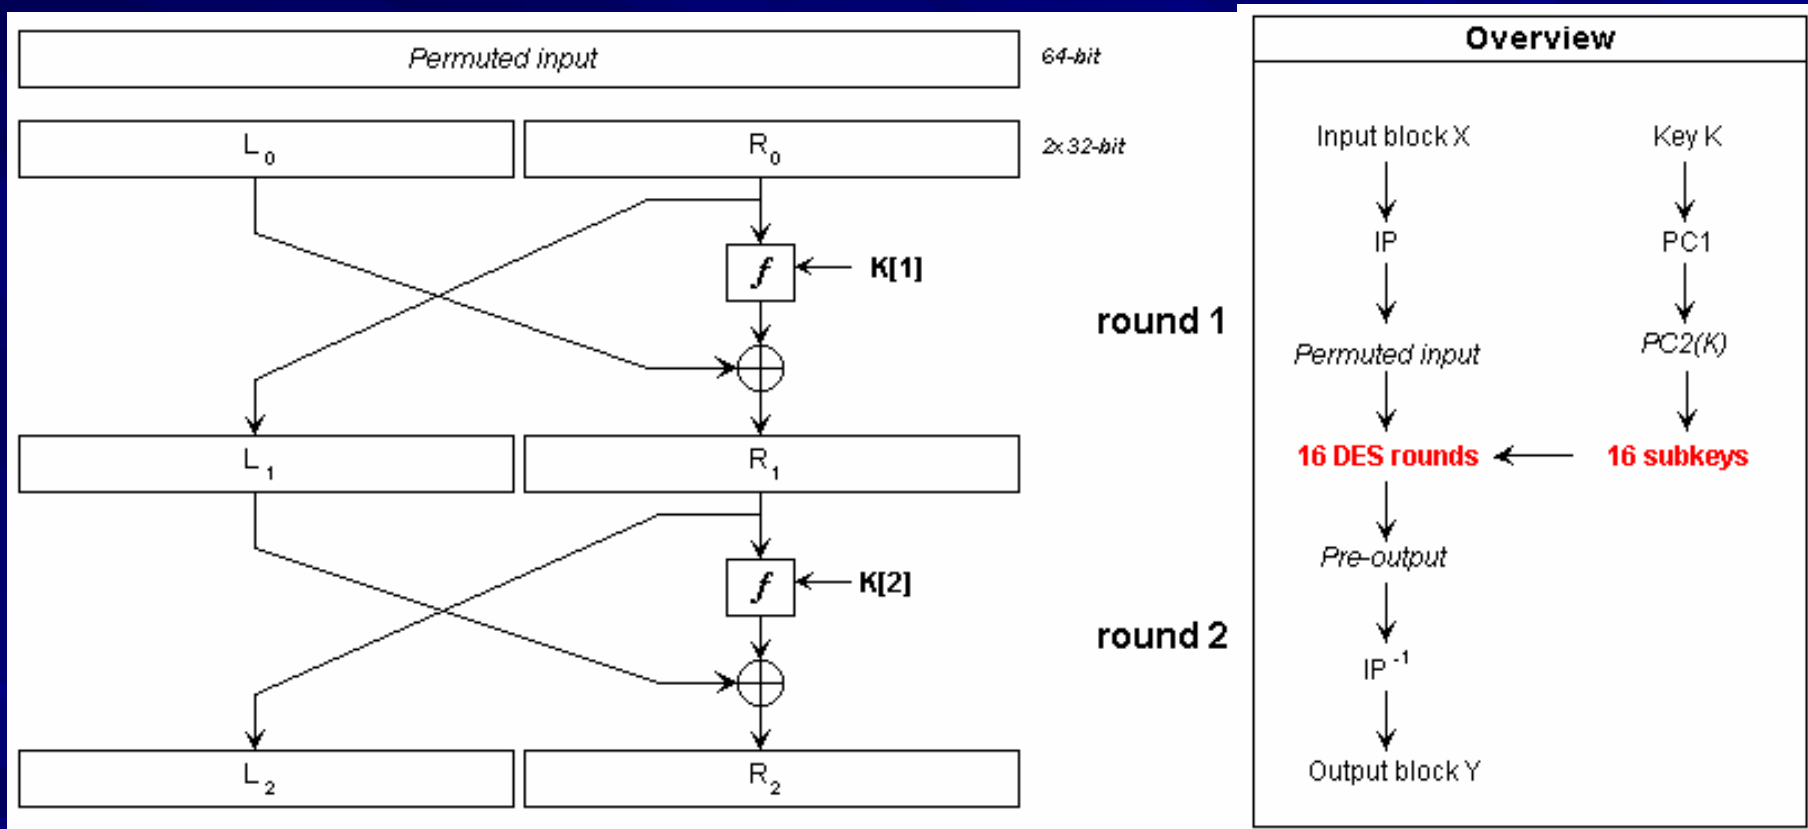 Permuted input
64-bit
L0
R0
2x32-bit
f
K[1]
round 1
L1
R1
f
K[2]
round 2
L2
R2
Overview
Input block X
Key K
IP
PC1
Permuted input
PC2(K)
16 DES rounds
16 subkeys
Pre-output
IP -1
Output block Y